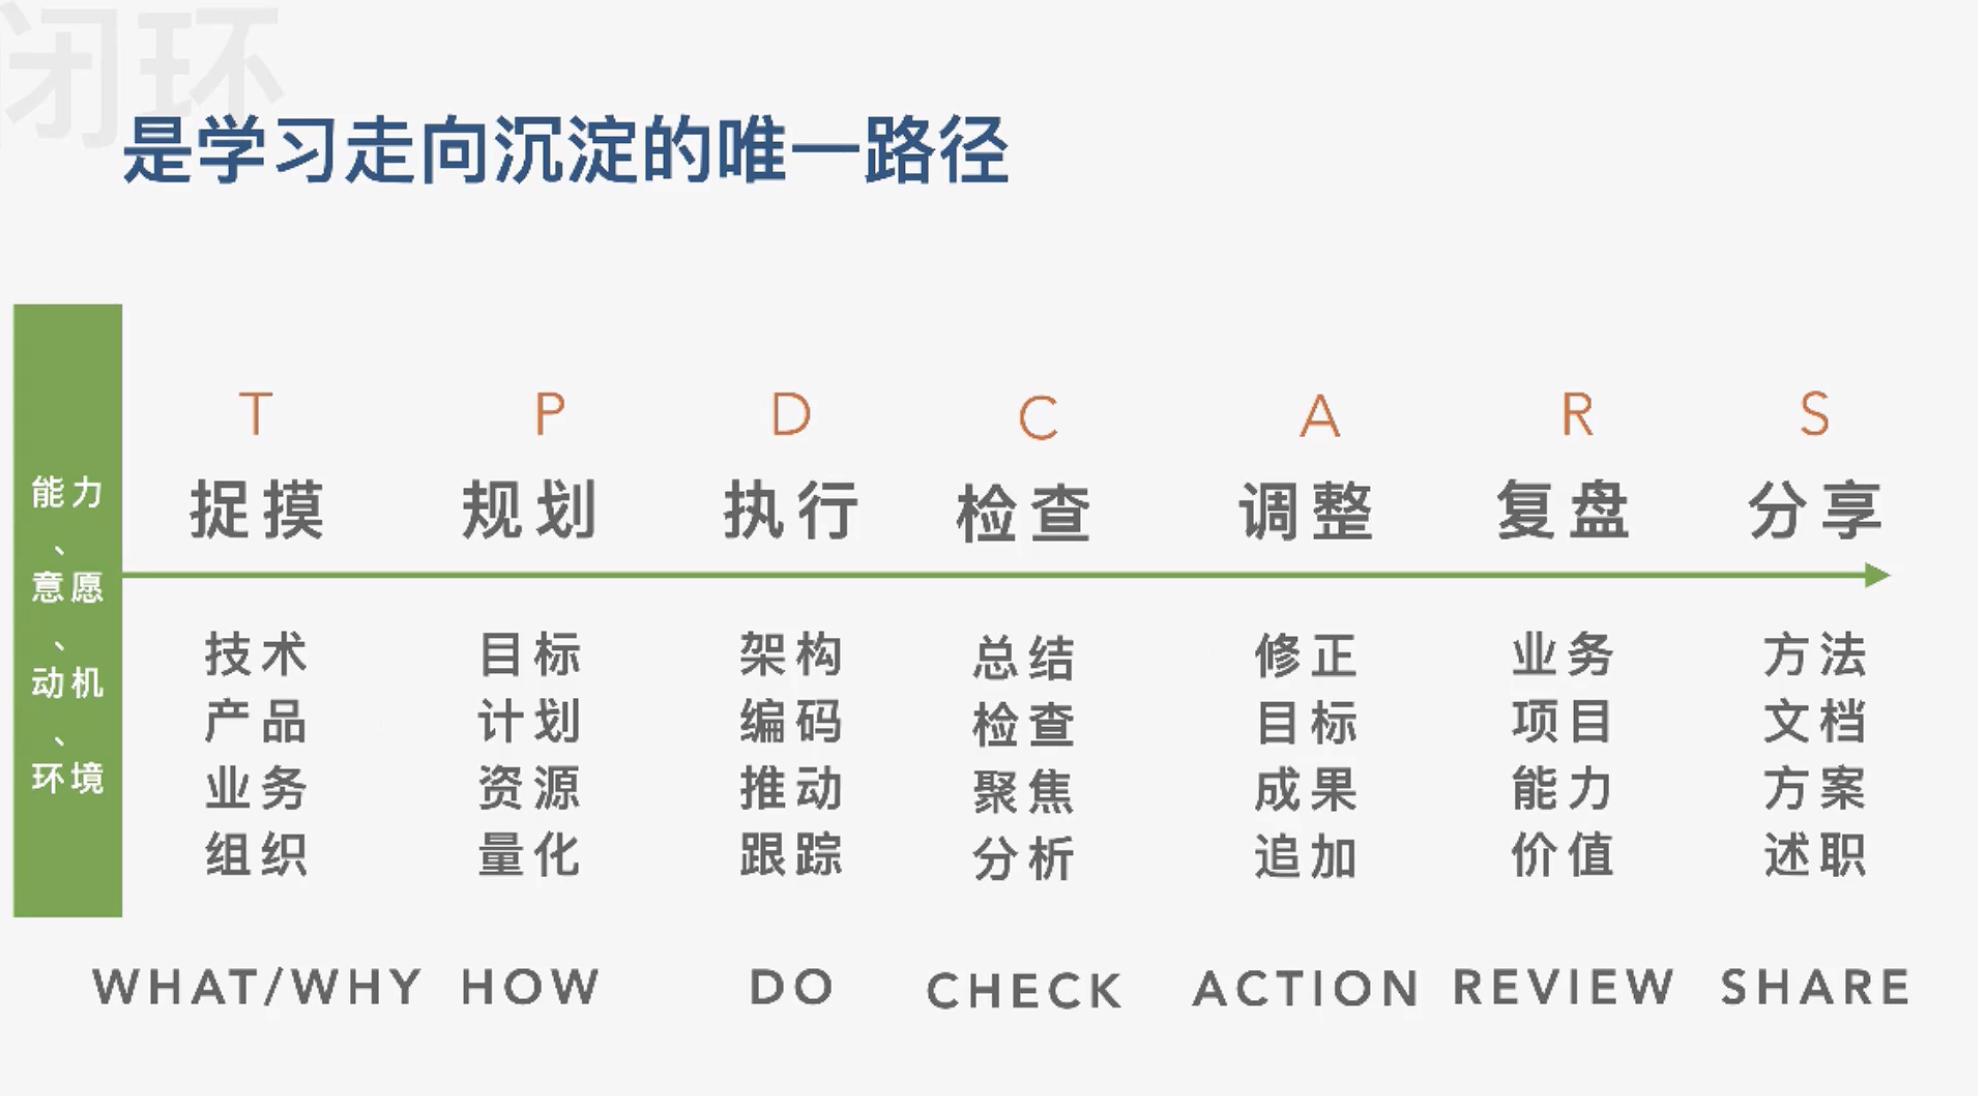 闭环
是学习走向沉淀的唯一路径
T P D C A R S
捉摸 规划 执行 检查 调整 复盘 分享
能力
、
意愿
、
动机
、
环境
技术 目标 架构 总结 修正 业务 方法
产品 计划 编码 检查 目标 项目 文档
业务 资源 推动 聚焦 成果 能力 方案
组织 量化 跟踪 分析 追加 价值 述职
WHAT/WHY HOW DO CHECK ACTION REVIEW SHARE